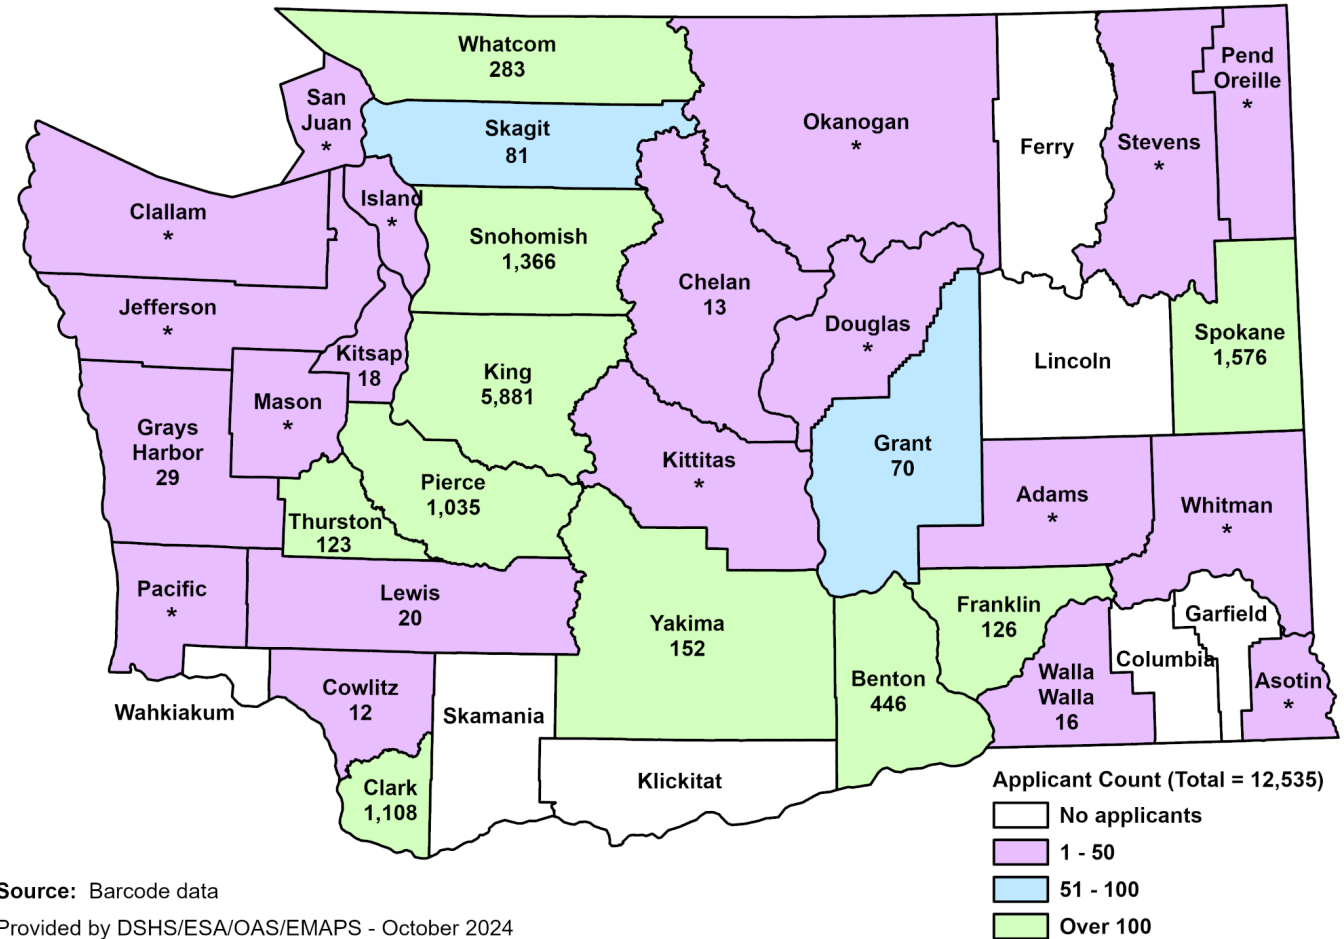 Whatcom
283
San
Juan
*
Skagit
81
Okanogan
*
Ferry
Stevens
*
Pend
Oreille
*
Clallam
*
Island
*
Snohomish
1,366
Chelan
13
Jefferson
*
Douglas
*
Spokane
1,576
Lincoln
Kitsap
18
King
5,881
Mason
*
Grays
Harbor
29
Kittitas
*
Grant
70
Pierce
1,035
Adams
*
Whitman
*
Thurston
123
Pacific
*
Lewis
20
Yakima
152
Franklin
126
Garfield
Columbia
Walla
Walla
16
Asotin
*
Benton
446
Wahkiakum
Cowlitz
12
Skamania
Klickitat
Clark
1,108
Applicant Count (Total = 12,535)
No applicants
1 - 50
51 - 100
Over 100
Source: Barcode data
Provided by DSHS/ESA/OAS/EMAPS - October 2024